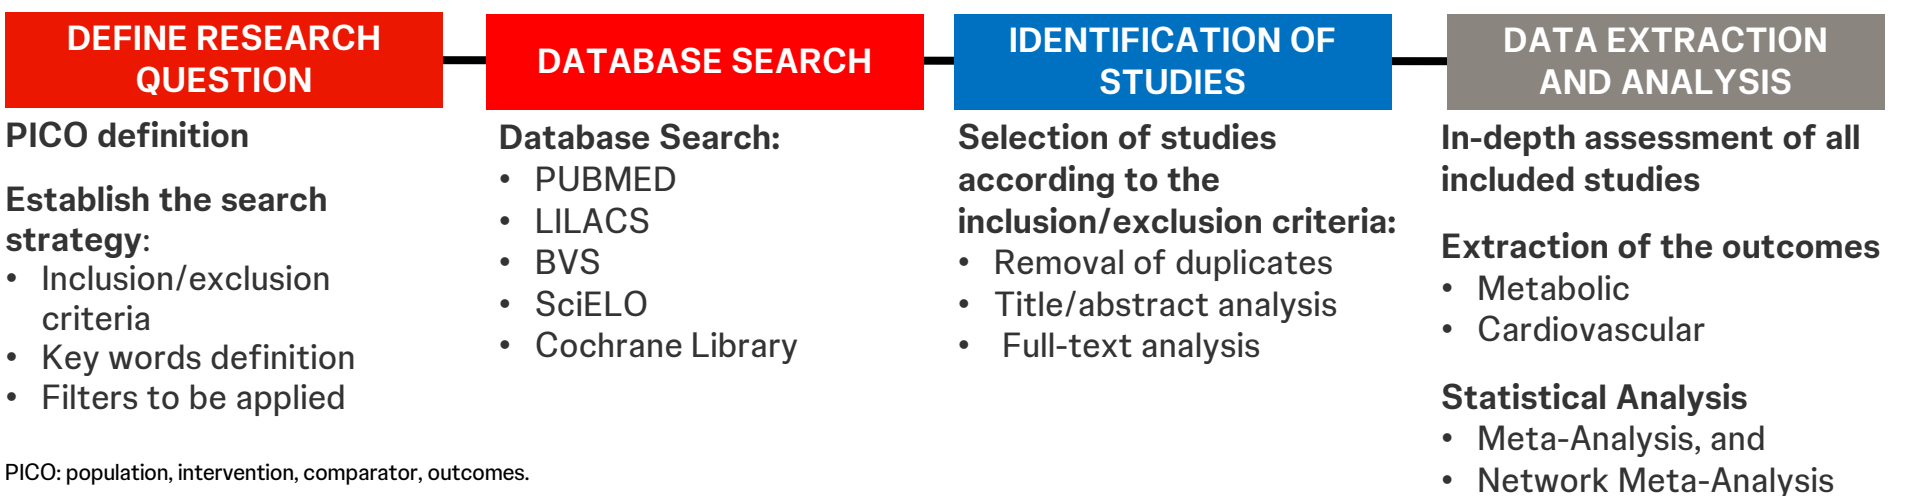 DEFINE RESEARCH
QUESTION
PICO definition
Establish the search
strategy:
• Inclusion/exclusion
criteria
• Key words definition
• Filters to be applied
DATABASE SEARCH
Database Search:
• PUBMED
• LILACS
• BVS
• SciELO
• Cochrane Library
IDENTIFICATION OF
STUDIES
Selection of studies
according to the
inclusion/exclusion criteria:
• Removal of duplicates
• Title/abstract analysis
• Full-text analysis
DATA EXTRACTION
AND ANALYSIS
In-depth assessment of all
included studies
Extraction of the outcomes
• Metabolic
• Cardiovascular
Statistical Analysis
• Meta-Analysis, and
• Network Meta-Analysis
PICO: population, intervention, comparator, outcomes.